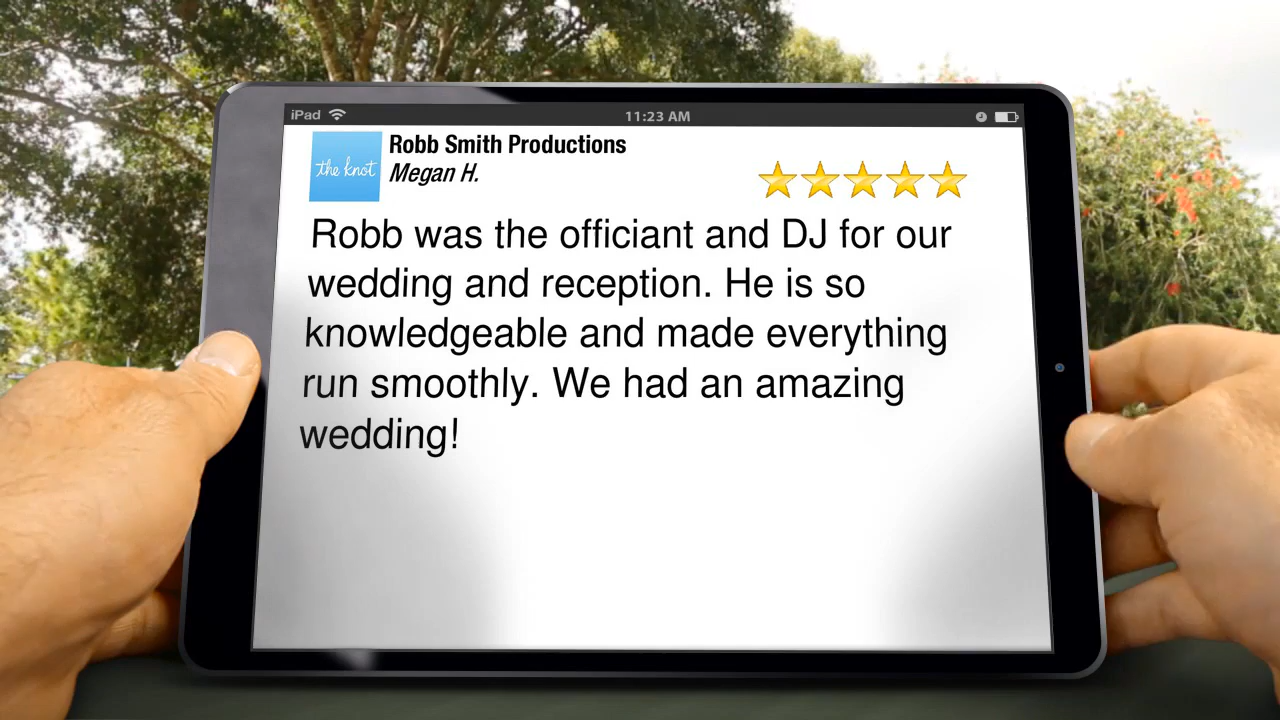 iPad 11:23 AM
the knot
Robb Smith Productions
Megan H.
Robb was the officiant and DJ for our
wedding and reception. He is so
knowledgeable and made everything
run smoothly. We had an amazing
wedding!